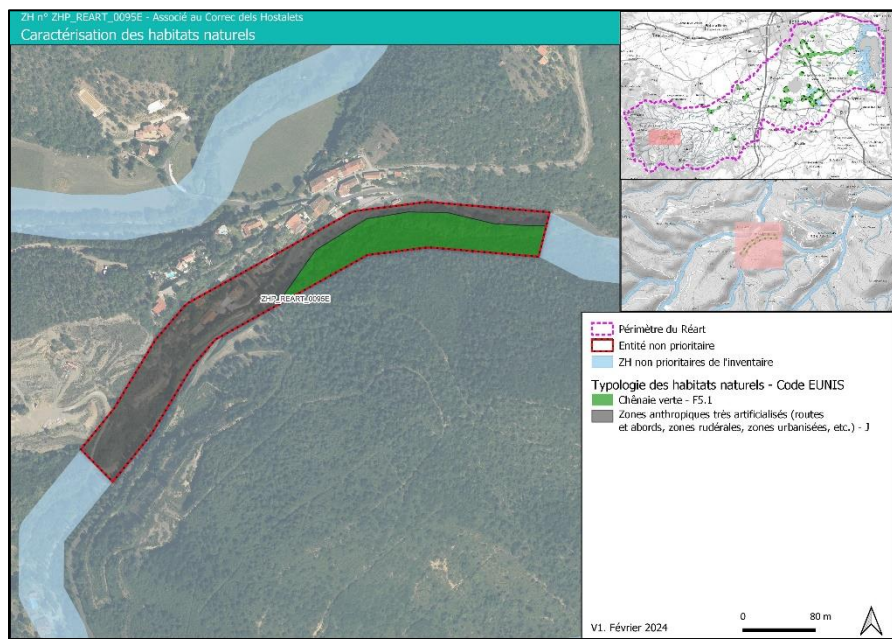 ZH n° ZHP_REART_0095E - Associé au Correc dels Hostalets
Caractérisation des habitats naturels
ZHP_REART_0095E
Périmètre du Réart
Entité non prioritaire
ZH non prioritaires de l'inventaire
Typologie des habitats naturels - Code EUNIS
Chênaie verte - F5.1
Zones anthropiques très artificialisés (routes
et abords, zones rudérales, zones urbanisées, etc.) - J
V1. Février 2024
0 80 m